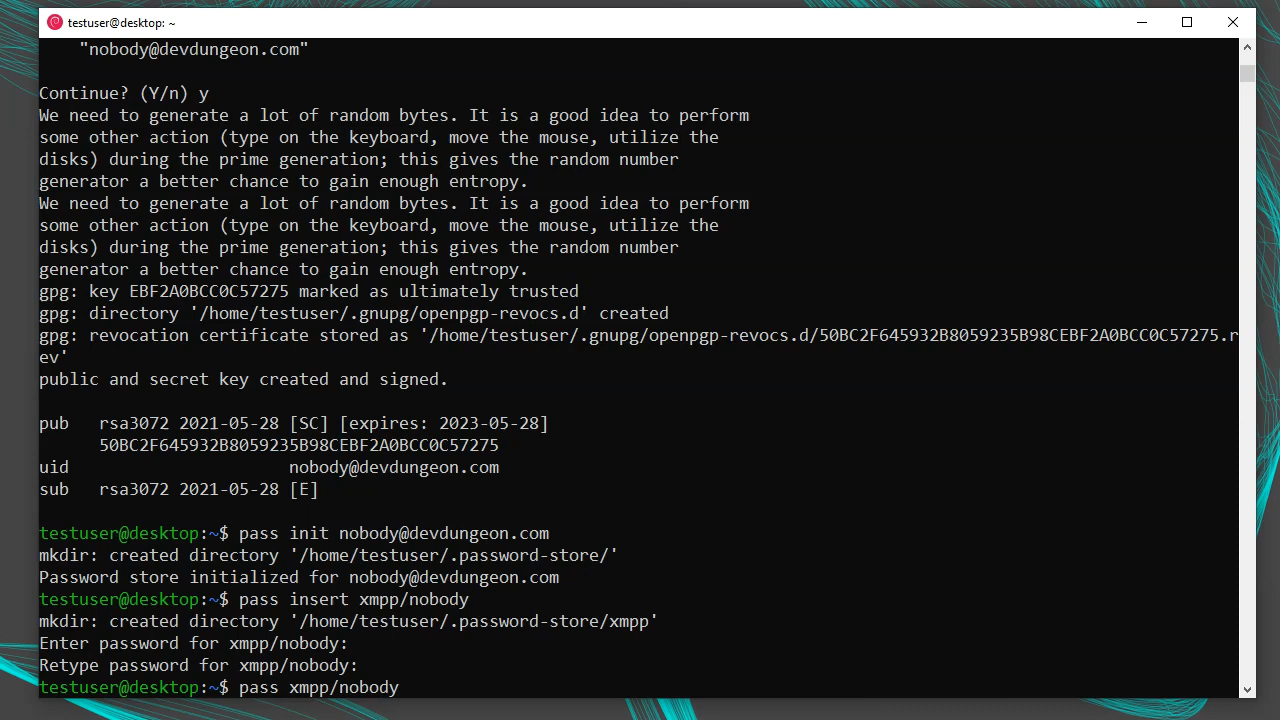 testuser@desktop: ~
"nobody@devdungeon.com"
Continue? (Y/n) y
We need to generate a lot of random bytes. It is a good idea to perform
some other action (type on the keyboard, move the mouse, utilize the
disks) during the prime generation; this gives the random number
generator a better chance to gain enough entropy.
We need to generate a lot of random bytes. It is a good idea to perform
some other action (type on the keyboard, move the mouse, utilize the
disks) during the prime generation; this gives the random number
generator a better chance to gain enough entropy.
gpg: key EBF2A0BCC0C57275 marked as ultimately trusted
gpg: directory '/home/testuser/.gnupg/openpgp-revocs.d' created
gpg: revocation certificate stored as '/home/testuser/.gnupg/openpgp-revocs.d/50BC2F645932B8059235B98CEBF2A0BCC0C57275.r
ev'
public and secret key created and signed.
pub   rsa3072 2021-05-28 [SC] [expires: 2023-05-28]
      50BC2F645932B8059235B98CEBF2A0BCC0C57275
uid                      nobody@devdungeon.com
sub   rsa3072 2021-05-28 [E]
testuser@desktop:~$ pass init nobody@devdungeon.com
mkdir: created directory '/home/testuser/.password-store/'
Password store initialized for nobody@devdungeon.com
testuser@desktop:~$ pass insert xmpp/nobody
mkdir: created directory '/home/testuser/.password-store/xmpp'
Enter password for xmpp/nobody:
Retype password for xmpp/nobody:
testuser@desktop:~$ pass xmpp/nobody